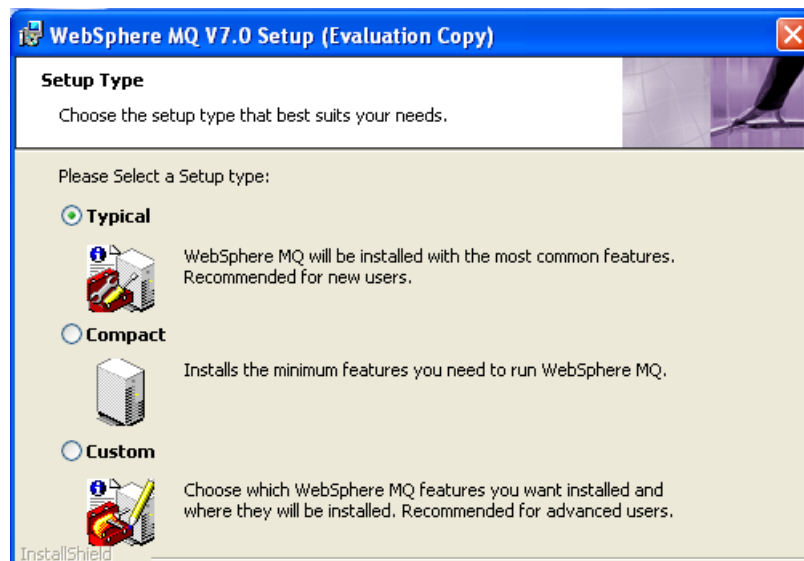 WebSphere MQ V7.0 Setup (Evaluation Copy)
Setup Type
Choose the setup type that best suits your needs.
Please Select a Setup type:
Typical
WebSphere MQ will be installed with the most common features.
Recommended for new users.
Compact
Installs the minimum features you need to run WebSphere MQ.
Custom
Choose which WebSphere MQ features you want installed and
where they will be installed. Recommended for advanced users.
InstallShield